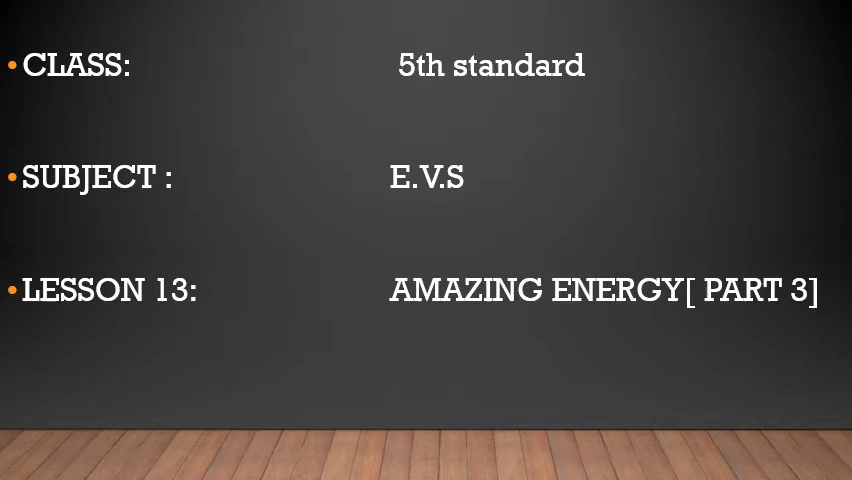 • CLASS: 5th standard
• SUBJECT : E.V.S
• LESSON 13: AMAZING ENERGY[ PART 3]